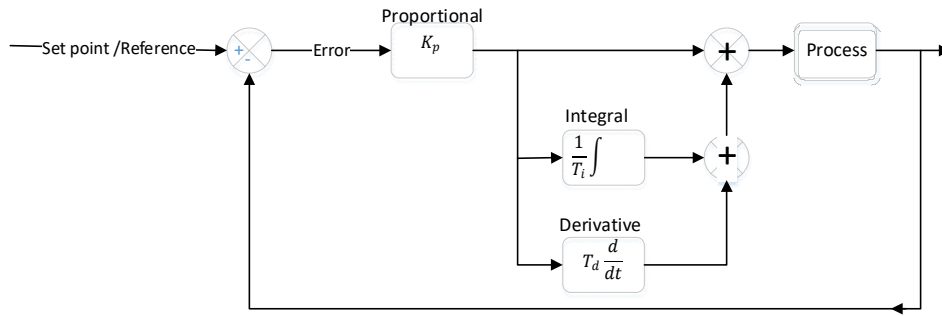 Proportional
Set point /Reference
+
-
Error
K_p
+
Process
Integral
1/T_i ∫
+
Derivative
T_d d/dt